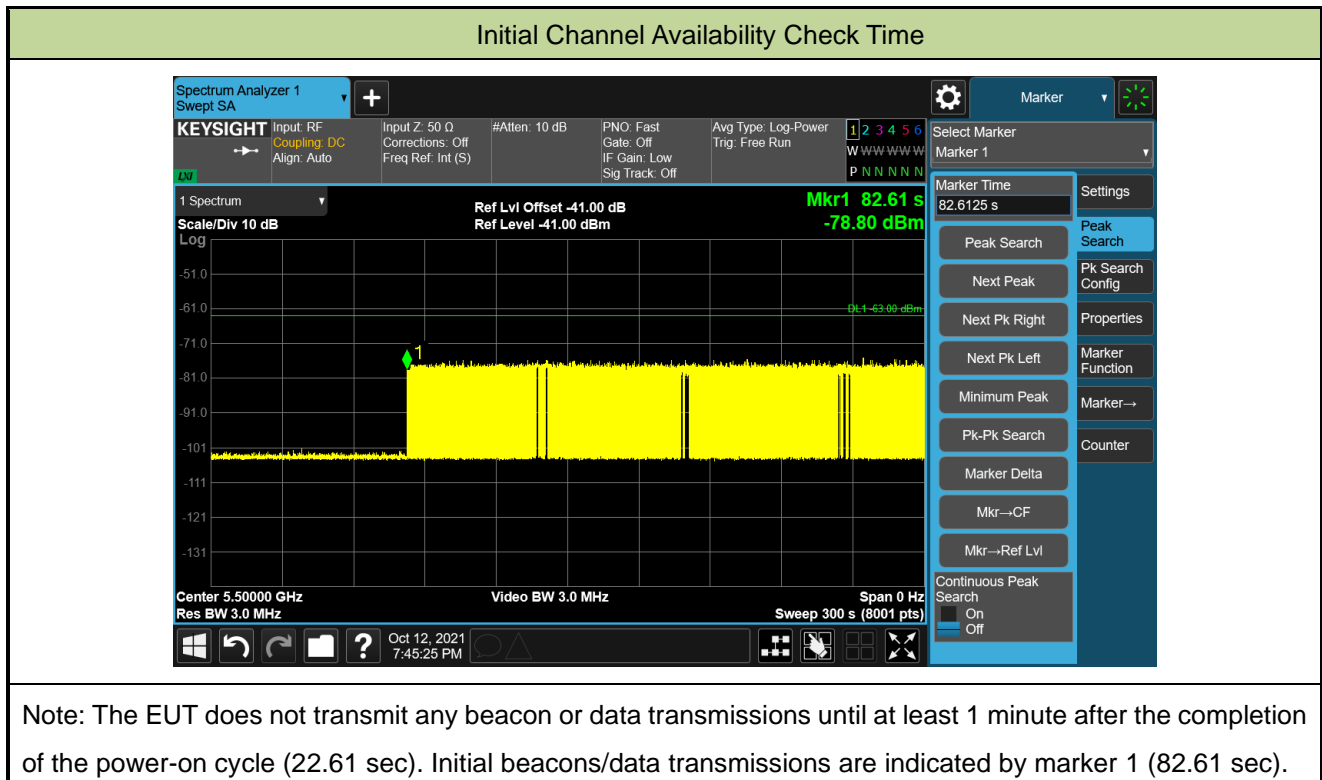 Initial Channel Availability Check Time
Spectrum Analyzer 1
Swept SA
+
Marker
KEYSIGHT
LXI
Input: RF
Coupling: DC
Align: Auto
Input Z: 50 Ω
Corrections: Off
Freq Ref: Int (S)
#Atten: 10 dB
PNO: Fast
Gate: Off
IF Gain: Low
Sig Track: Off
Avg Type: Log-Power
Trig: Free Run
1 2 3 4 5 6
W W W W W W
P N N N N N
Select Marker
Marker 1
1 Spectrum
Scale/Div 10 dB
Ref Lvl Offset -41.00 dB
Ref Level -41.00 dBm
Mkr1 82.61 s
-78.80 dBm
Log
-51.0
-61.0
-71.0
-81.0
-91.0
-101
-111
-121
-131
DL1 -63.00 dBm
1
Center 5.50000 GHz
Res BW 3.0 MHz
Video BW 3.0 MHz
Span 0 Hz
Sweep 300 s (8001 pts)
Marker Time
82.6125 s
Peak Search
Next Peak
Next Pk Right
Next Pk Left
Minimum Peak
Pk-Pk Search
Marker Delta
Mkr→CF
Mkr→Ref Lvl
Continuous Peak
Search
On
Off
Settings
Peak
Search
Pk Search
Config
Properties
Marker
Function
Marker→
Counter
?
Oct 12, 2021
7:45:25 PM
Note: The EUT does not transmit any beacon or data transmissions until at least 1 minute after the completion
of the power-on cycle (22.61 sec). Initial beacons/data transmissions are indicated by marker 1 (82.61 sec).